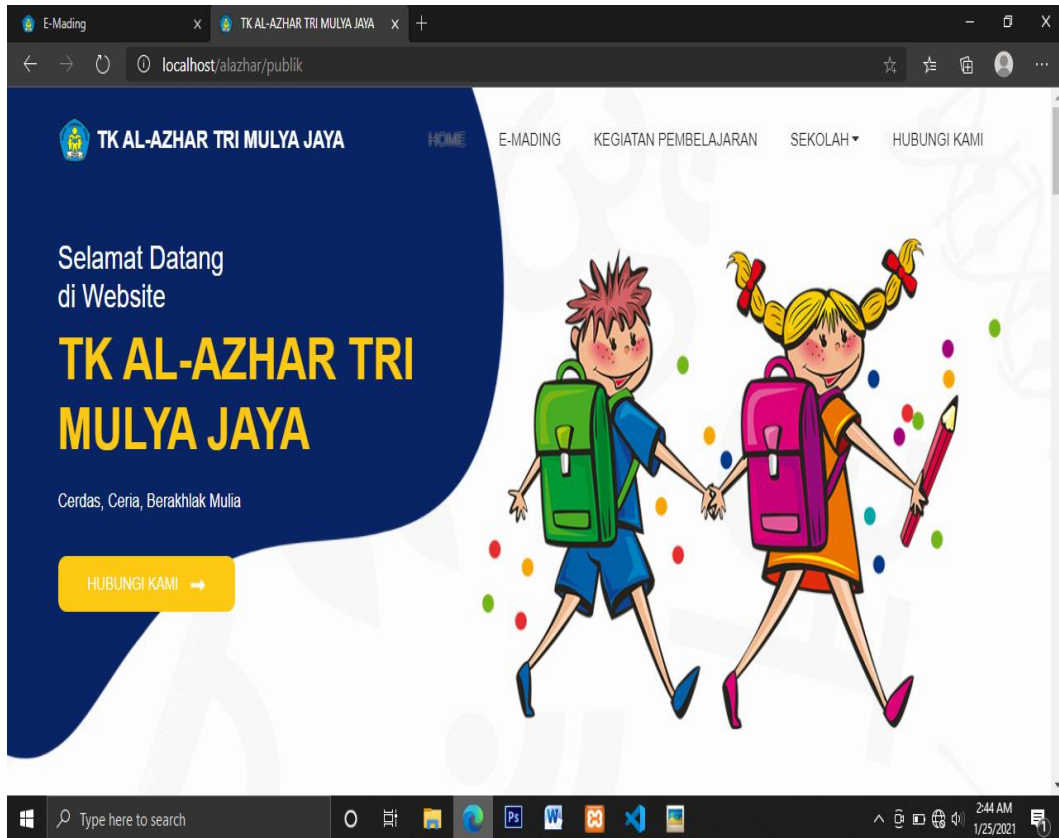 E-Mading
TK AL-AZHAR TRI MULYA JAYA
localhost/alazhar/publik
TK AL-AZHAR TRI MULYA JAYA
HOME
E-MADING
KEGIATAN PEMBELAJARAN
SEKOLAH
HUBUNGI KAMI
Selamat Datang
di Website
TK AL-AZHAR TRI
MULYA JAYA
Cerdas, Ceria, Berakhlak Mulia
HUBUNGI KAMI
Type here to search
Ps
W
2:44 AM
1/25/2021
1